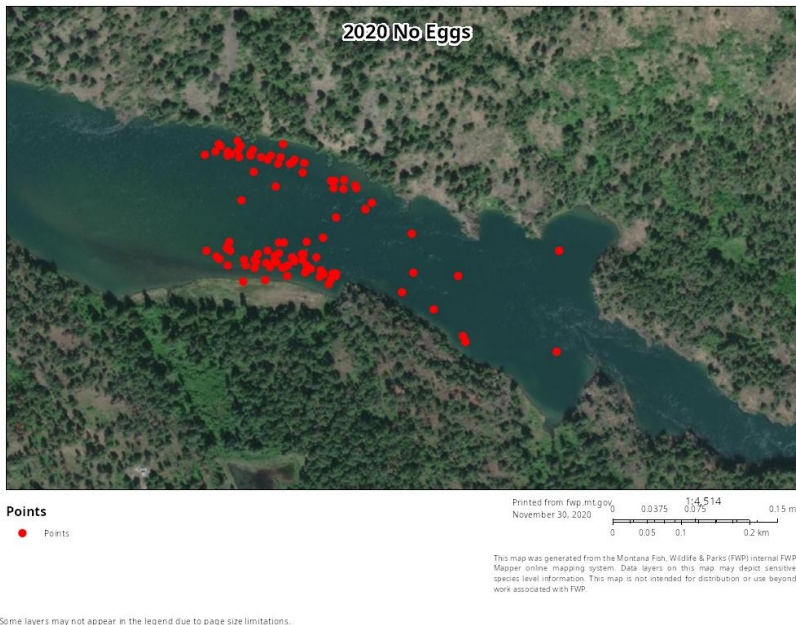 2020 No Eggs
Points
Points
Printed from fwp.mt.gov
November 30, 2020
1:4,514
0 0.0375 0.075 0.15 m
0 0.05 0.1 0.2 km
This map was generated from the Montana Fish, Wildlife & Parks (FWP) internal FWP
Mapper online mapping system. Data layers on this map may depict sensitive
species level information. This map is not intended for distribution or use beyond
work associated with FWP.
Some layers may not appear in the legend due to page size limitations.